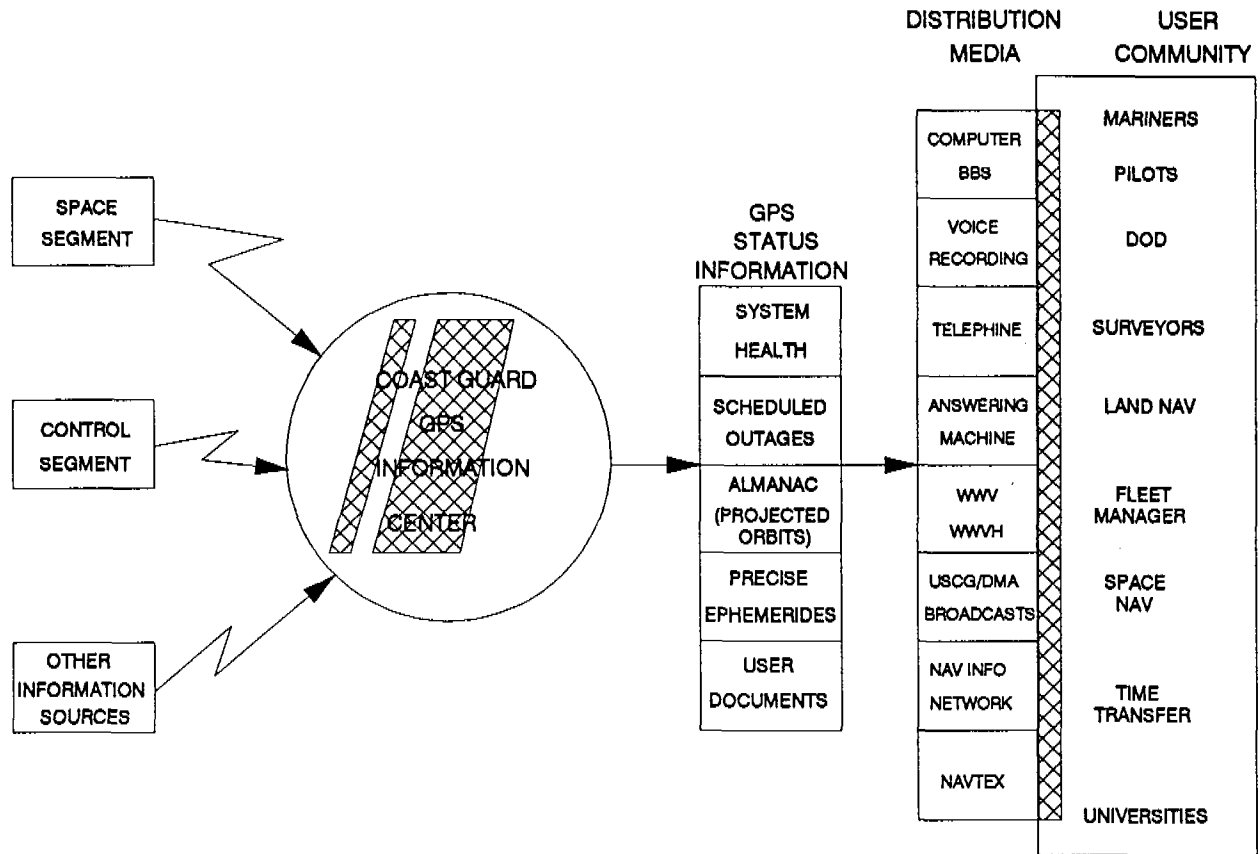 DISTRIBUTION
MEDIA
USER
COMMUNITY
SPACE
SEGMENT
CONTROL
SEGMENT
OTHER
INFORMATION
SOURCES
COAST GUARD
GPS
INFORMATION
CENTER
GPS
STATUS
INFORMATION
SYSTEM
HEALTH
SCHEDULED
OUTAGES
ALMANAC
(PROJECTED
ORBITS)
PRECISE
EPHEMERIDES
USER
DOCUMENTS
COMPUTER
BBS
VOICE
RECORDING
TELEPHINE
ANSWERING
MACHINE
WWV
WWVH
USCG/DMA
BROADCASTS
NAV INFO
NETWORK
NAVTEX
MARINERS
PILOTS
DOD
SURVEYORS
LAND NAV
FLEET
MANAGER
SPACE
NAV
TIME
TRANSFER
UNIVERSITIES